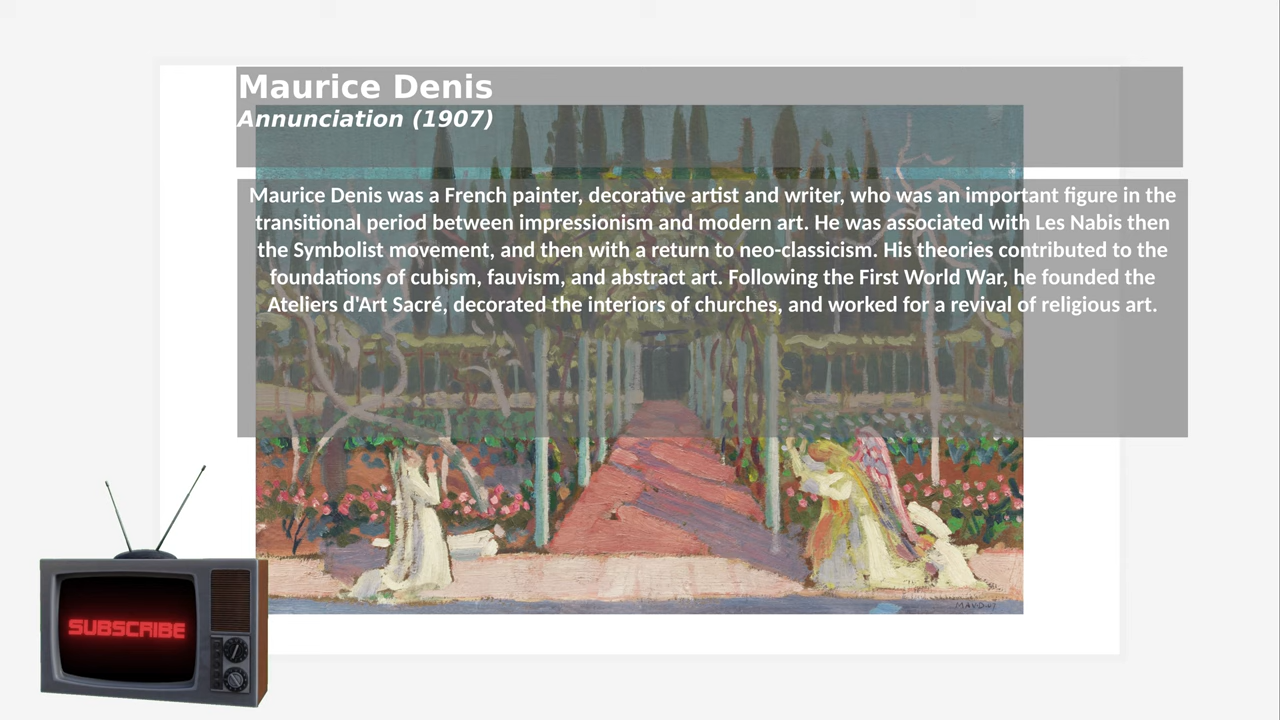 Maurice Denis
Annunciation (1907)
Maurice Denis was a French painter, decorative artist and writer, who was an important figure in the
transitional period between impressionism and modern art. He was associated with Les Nabis then
the Symbolist movement, and then with a return to neo-classicism. His theories contributed to the
foundations of cubism, fauvism, and abstract art. Following the First World War, he founded the
Ateliers d'Art Sacré, decorated the interiors of churches, and worked for a revival of religious art.
SUBSCRIBE